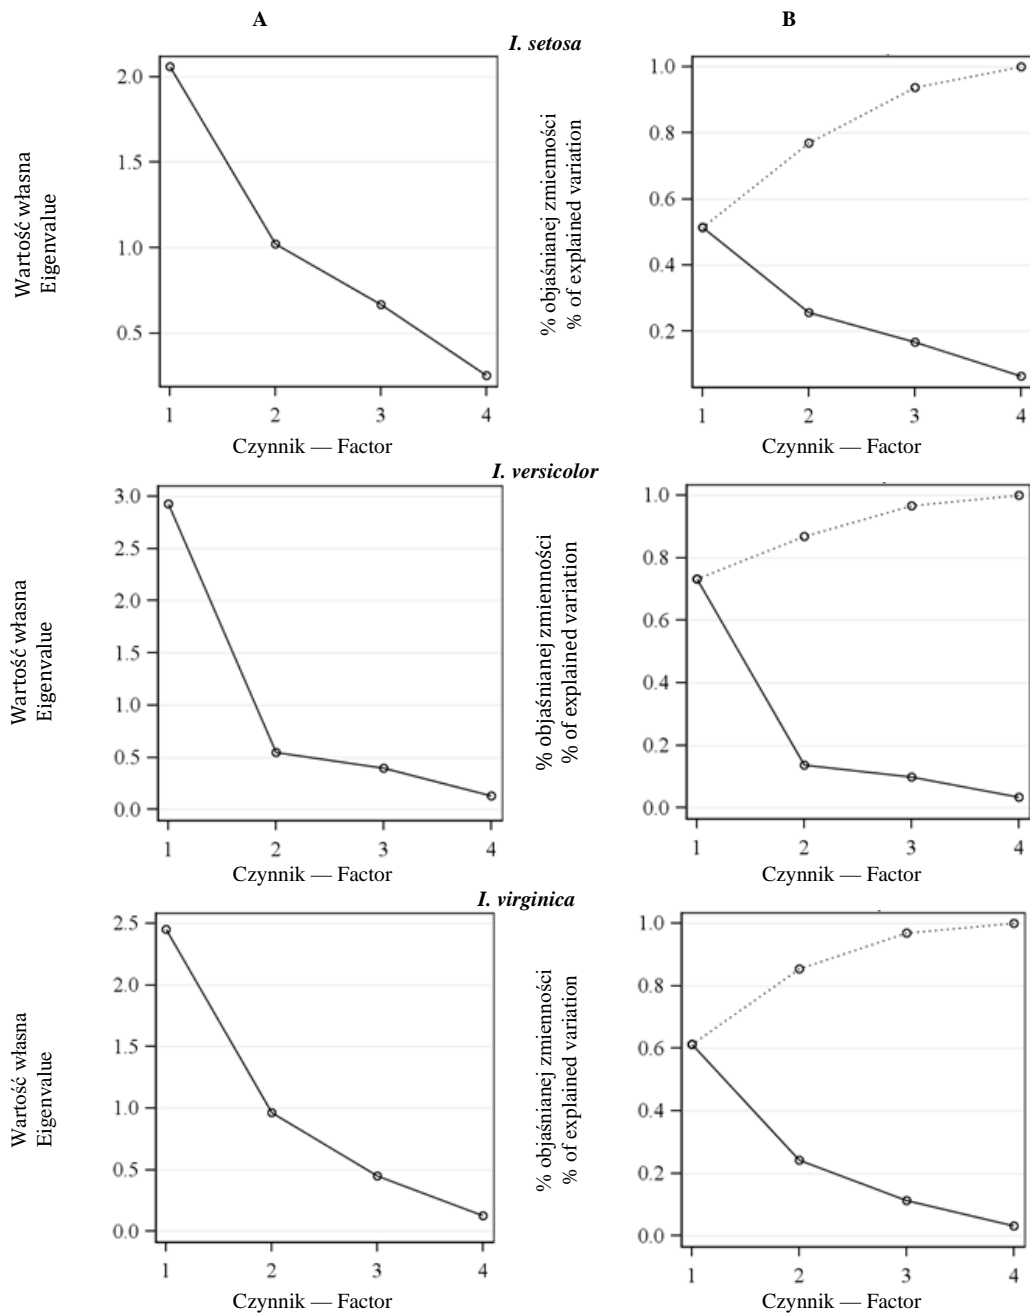 A
B
I. setosa
2.0
1.5
1.0
0.5
1
2
3
4
Wartość własna
Eigenvalue
Czynnik — Factor
1.0
0.8
0.6
0.4
0.2
1
2
3
4
% objaśnianej zmienności
% of explained variation
Czynnik — Factor
I. versicolor
3.0
2.5
2.0
1.5
1.0
0.5
0.0
1
2
3
4
Wartość własna
Eigenvalue
Czynnik — Factor
1.0
0.8
0.6
0.4
0.2
0.0
1
2
3
4
% objaśnianej zmienności
% of explained variation
Czynnik — Factor
I. virginica
2.5
2.0
1.5
1.0
0.5
0.0
1
2
3
4
Wartość własna
Eigenvalue
Czynnik — Factor
1.0
0.8
0.6
0.4
0.2
0.0
1
2
3
4
% objaśnianej zmienności
% of explained variation
Czynnik — Factor